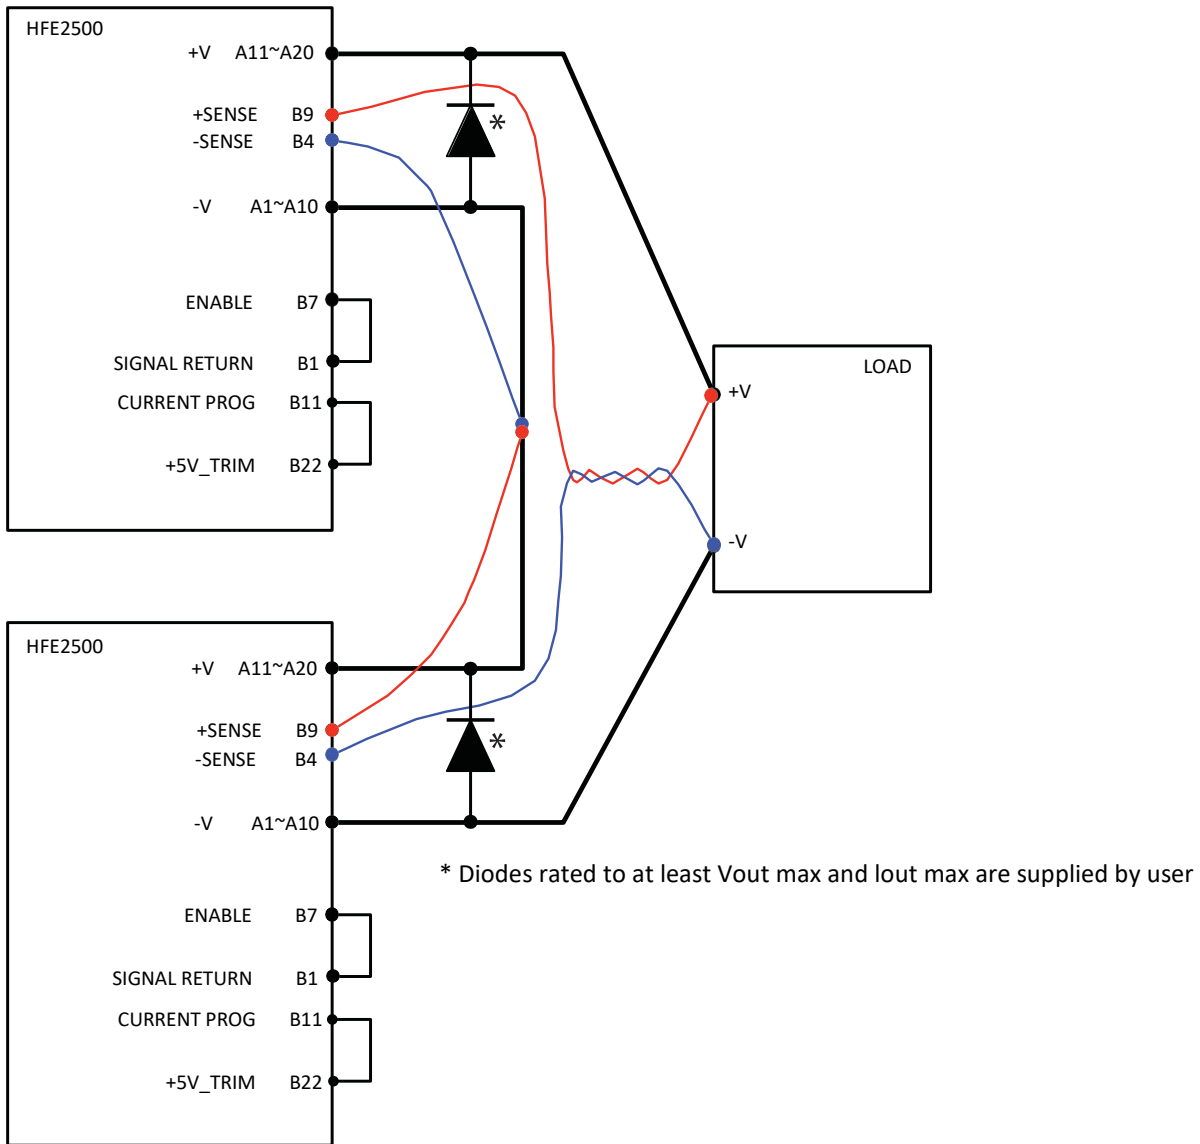 HFE2500
+V A11~A20
+SENSE B9
*
-SENSE B4
-V A1~A10
ENABLE B7
SIGNAL RETURN B1
CURRENT PROG B11
+5V_TRIM B22
LOAD
+V
-V
HFE2500
+V A11~A20
+SENSE B9
*
-SENSE B4
-V A1~A10
* Diodes rated to at least Vout max and Iout max are supplied by user
ENABLE B7
SIGNAL RETURN B1
CURRENT PROG B11
+5V_TRIM B22